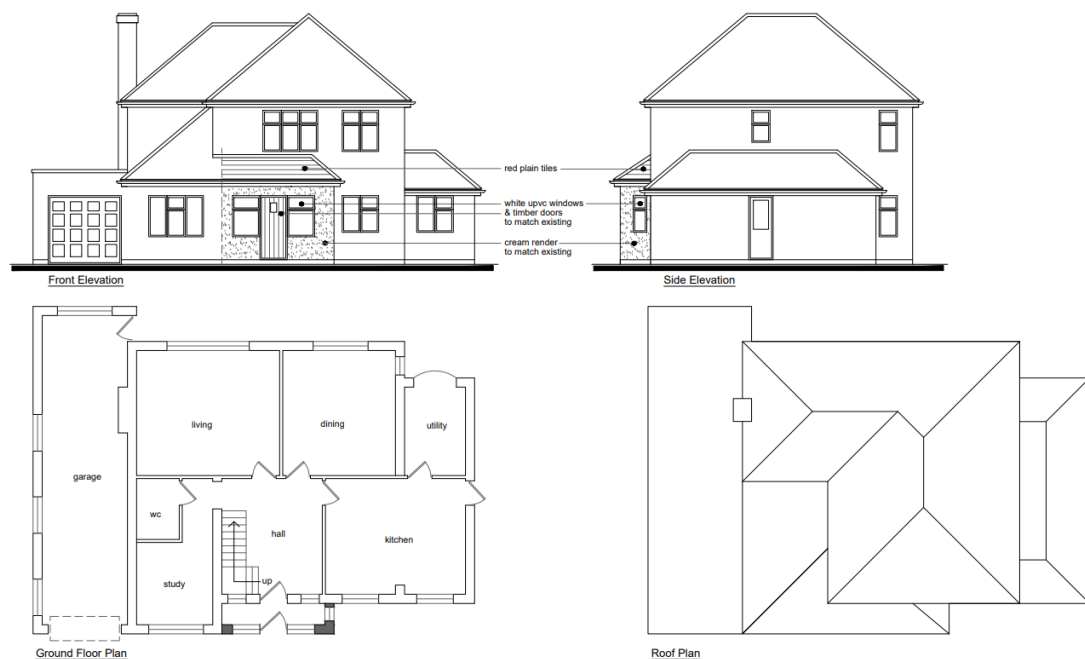 red plain tiles
white upvc windows
& timber doors
to match existing
cream render
to match existing
Front Elevation
Side Elevation
living
dining
utility
garage
wc
hall
kitchen
study
up
Ground Floor Plan
Roof Plan